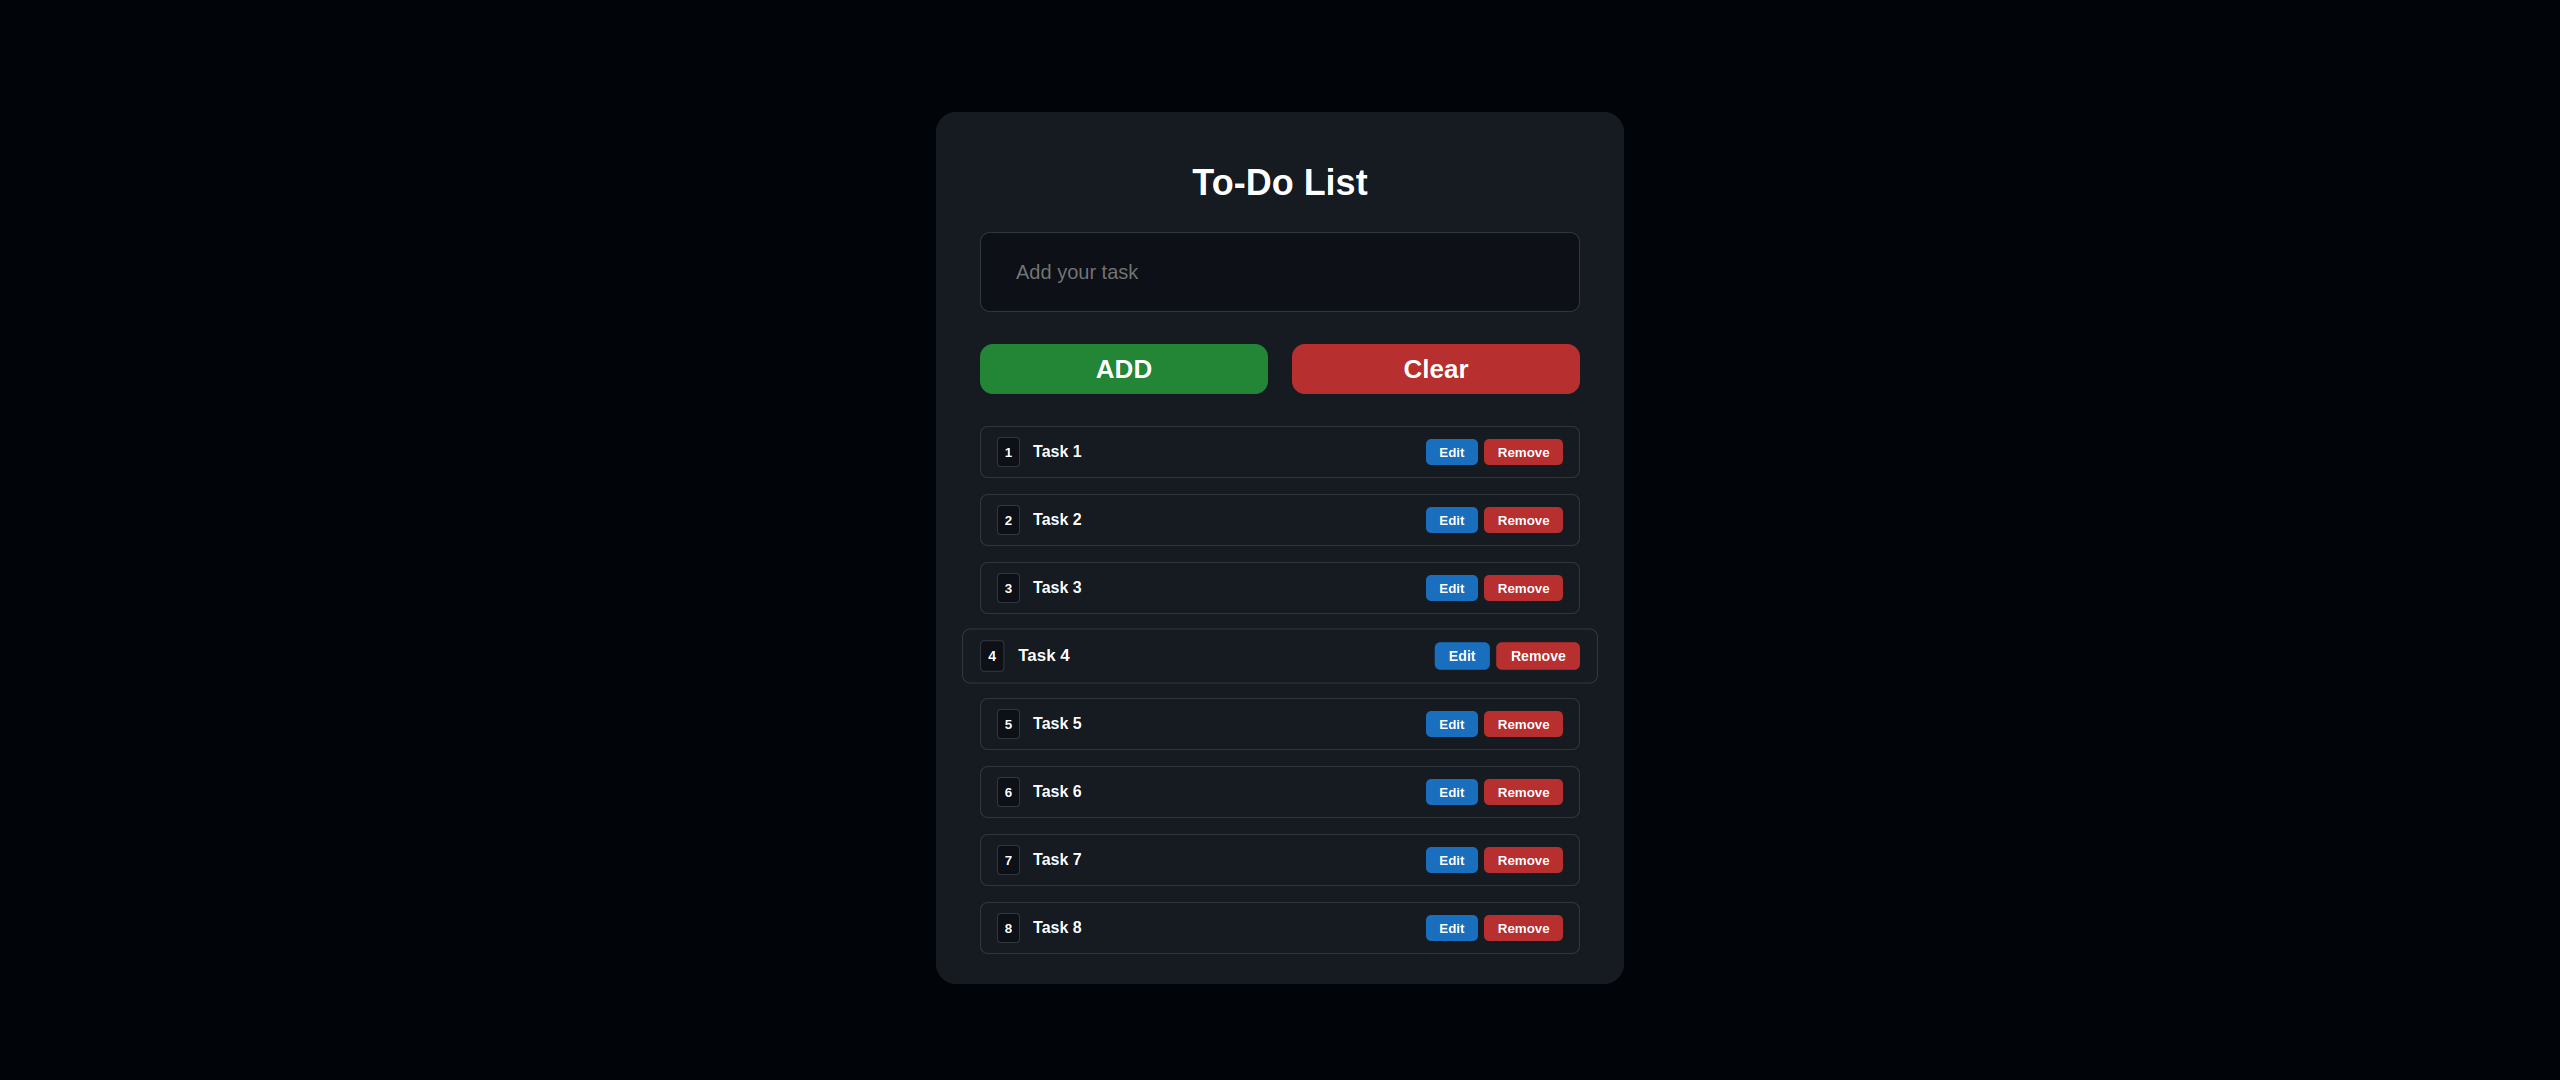 To-Do List
Add your task
ADD Clear
1 Task 1 Edit Remove
2 Task 2 Edit Remove
3 Task 3 Edit Remove
4 Task 4 Edit Remove
5 Task 5 Edit Remove
6 Task 6 Edit Remove
7 Task 7 Edit Remove
8 Task 8 Edit Remove